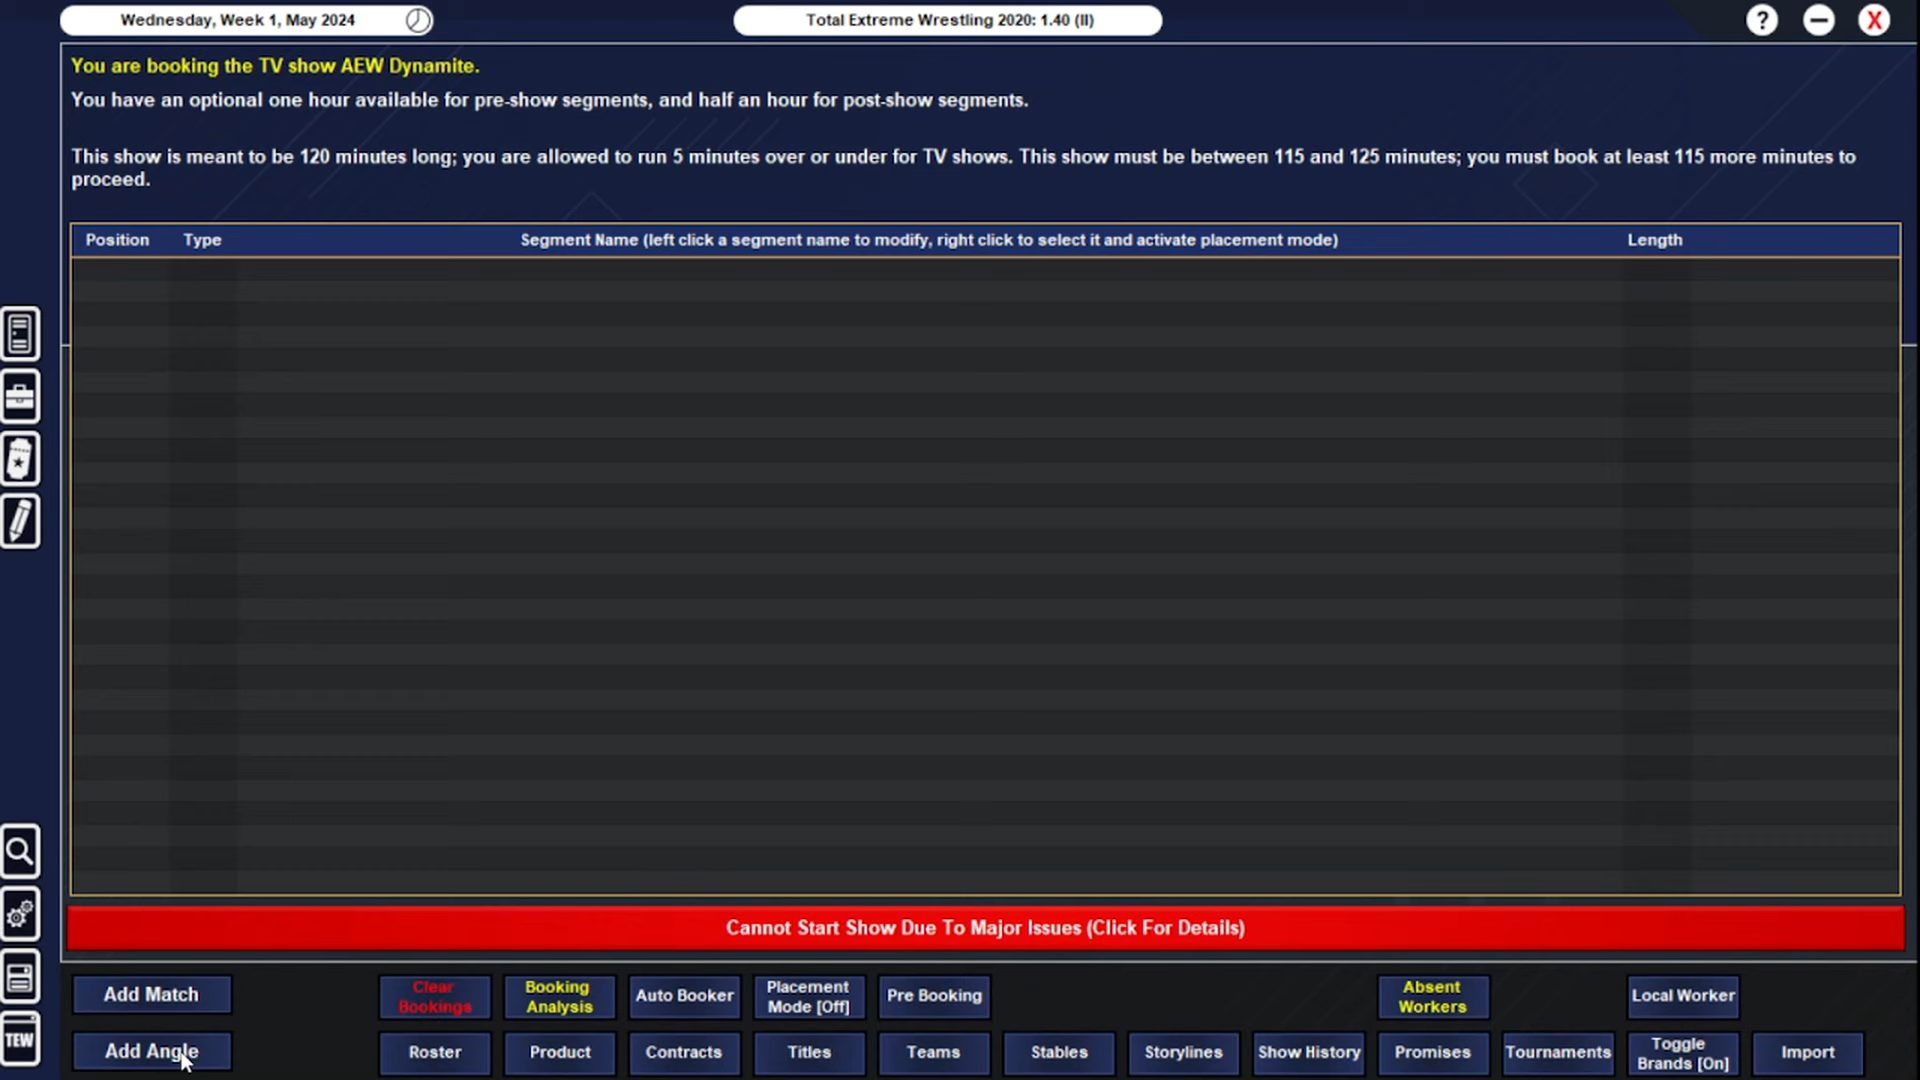 Wednesday, Week 1, May 2024
Total Extreme Wrestling 2020: 1.40 (II)
?
X
You are booking the TV show AEW Dynamite.
You have an optional one hour available for pre-show segments, and half an hour for post-show segments.
This show is meant to be 120 minutes long; you are allowed to run 5 minutes over or under for TV shows. This show must be between 115 and 125 minutes; you must book at least 115 more minutes to
proceed.
Position
Type
Segment Name (left click a segment name to modify, right click to select it and activate placement mode)
Length
Cannot Start Show Due To Major Issues (Click For Details)
Add Match
Clear
Bookings
Booking
Analysis
Auto Booker
Placement
Mode [Off]
Pre Booking
Absent
Workers
Local Worker
TEW
Add Angle
Roster
Product
Contracts
Titles
Teams
Stables
Storylines
Show History
Promises
Tournaments
Toggle
Brands [On]
Import